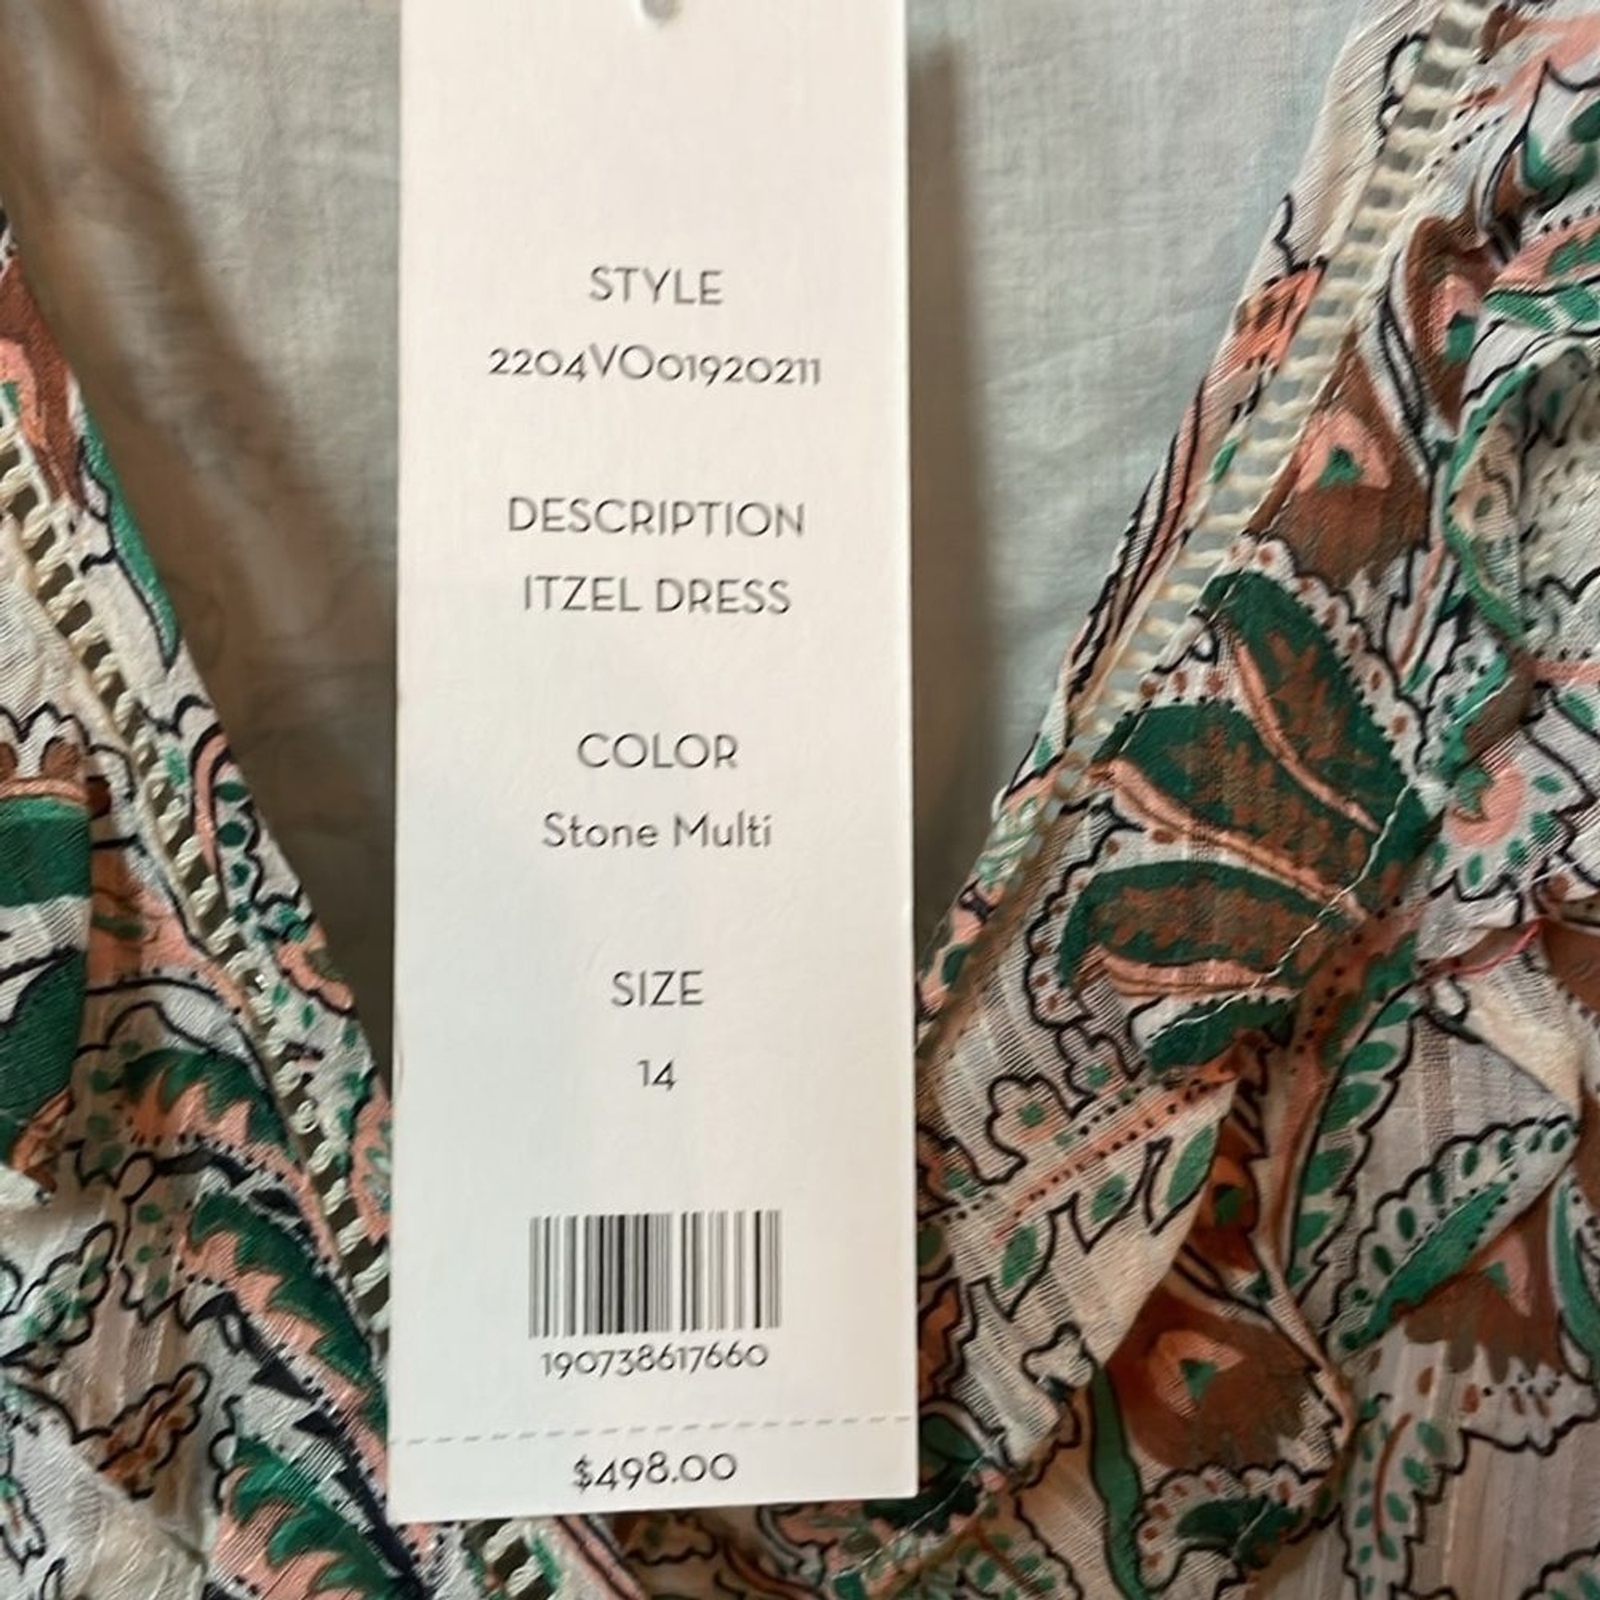 STYLE
2204VO01920211
DESCRIPTION
ITZEL DRESS
COLOR
Stone Multi
SIZE
14
190738617660
$498.00